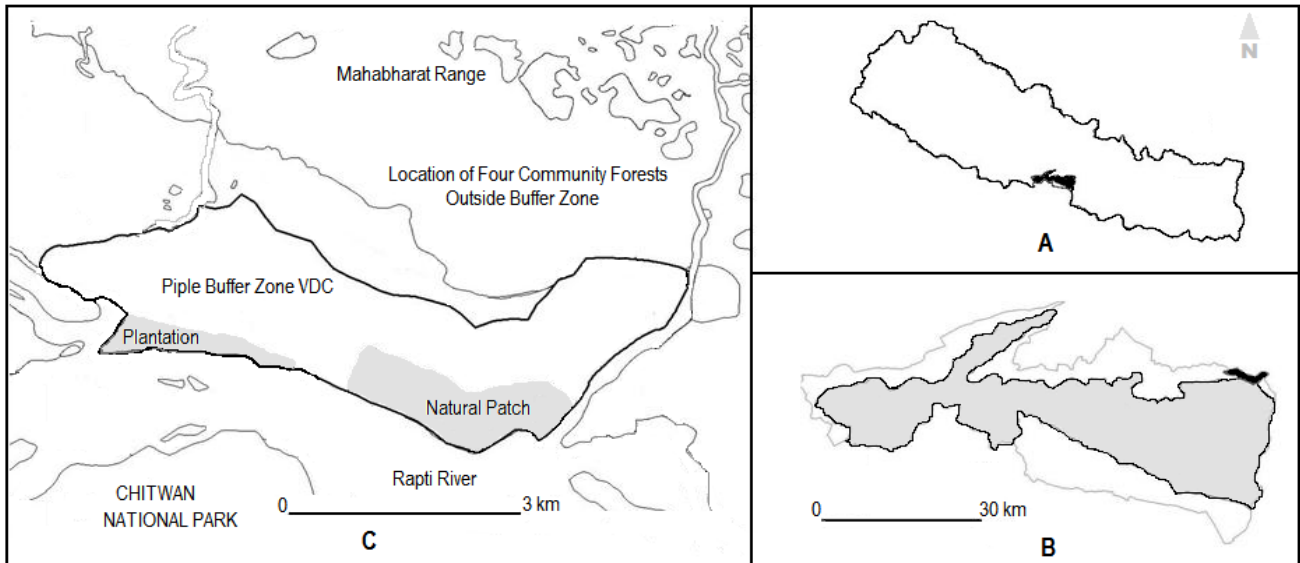 Mahabharat Range
Location of Four Community Forests
Outside Buffer Zone
Piple Buffer Zone VDC
Plantation
Natural Patch
Rapti River
CHITWAN
NATIONAL PARK
0 3 km
C
N
A
0 30 km
B